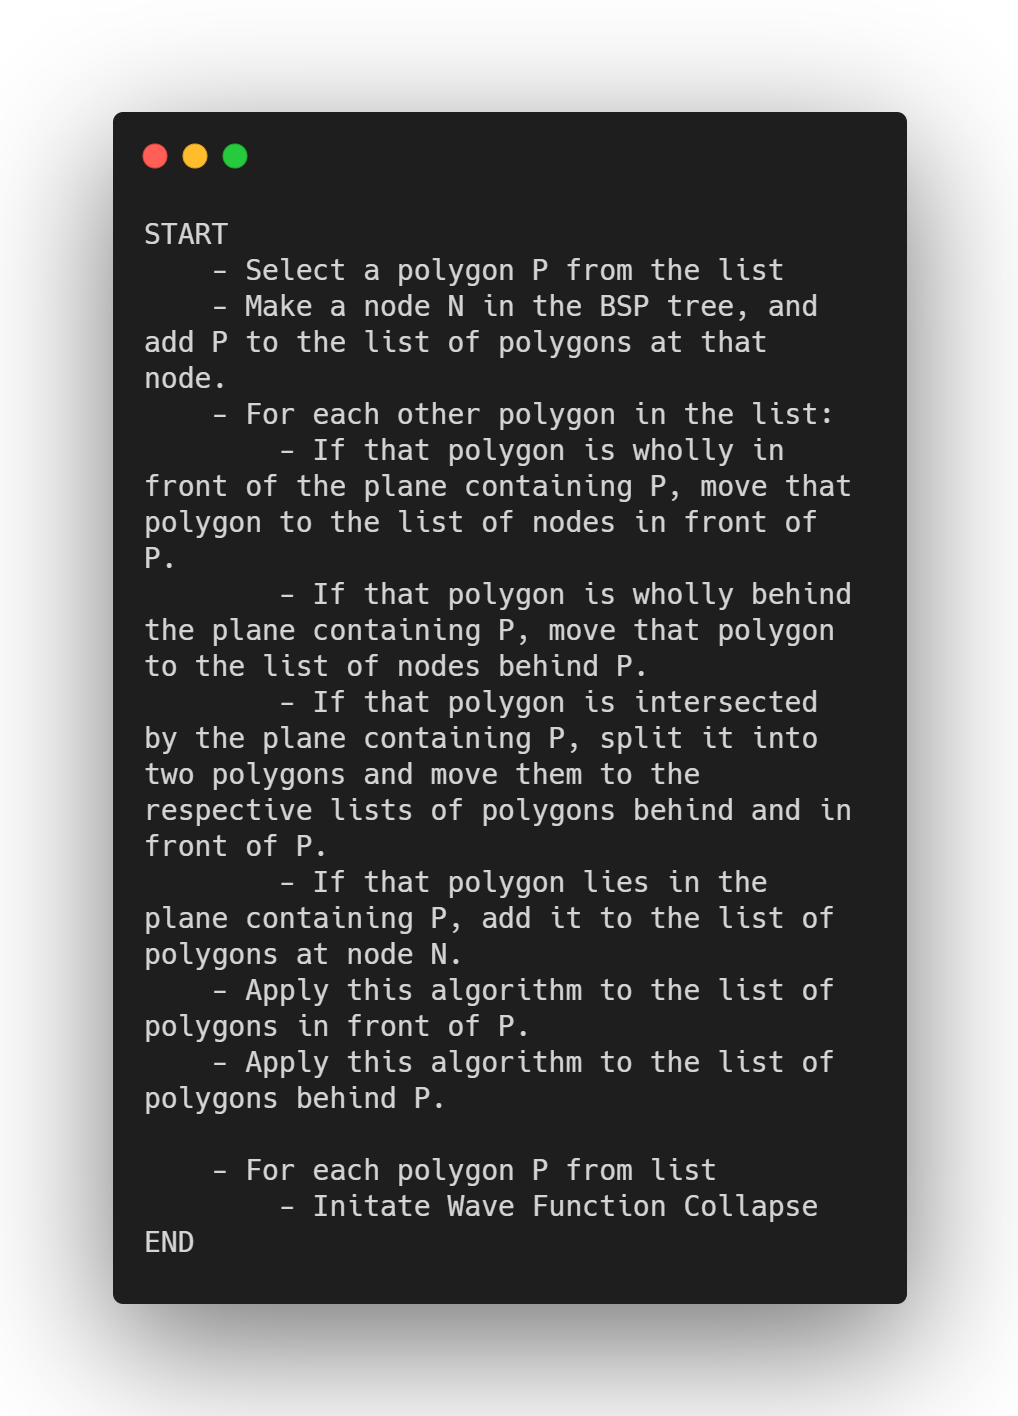 START
    - Select a polygon P from the list
    - Make a node N in the BSP tree, and
add P to the list of polygons at that
node.
    - For each other polygon in the list:
        - If that polygon is wholly in
front of the plane containing P, move that
polygon to the list of nodes in front of
P.
        - If that polygon is wholly behind
the plane containing P, move that polygon
to the list of nodes behind P.
        - If that polygon is intersected
by the plane containing P, split it into
two polygons and move them to the
respective lists of polygons behind and in
front of P.
        - If that polygon lies in the
plane containing P, add it to the list of
polygons at node N.
    - Apply this algorithm to the list of
polygons in front of P.
    - Apply this algorithm to the list of
polygons behind P.

    - For each polygon P from list
        - Initate Wave Function Collapse
END